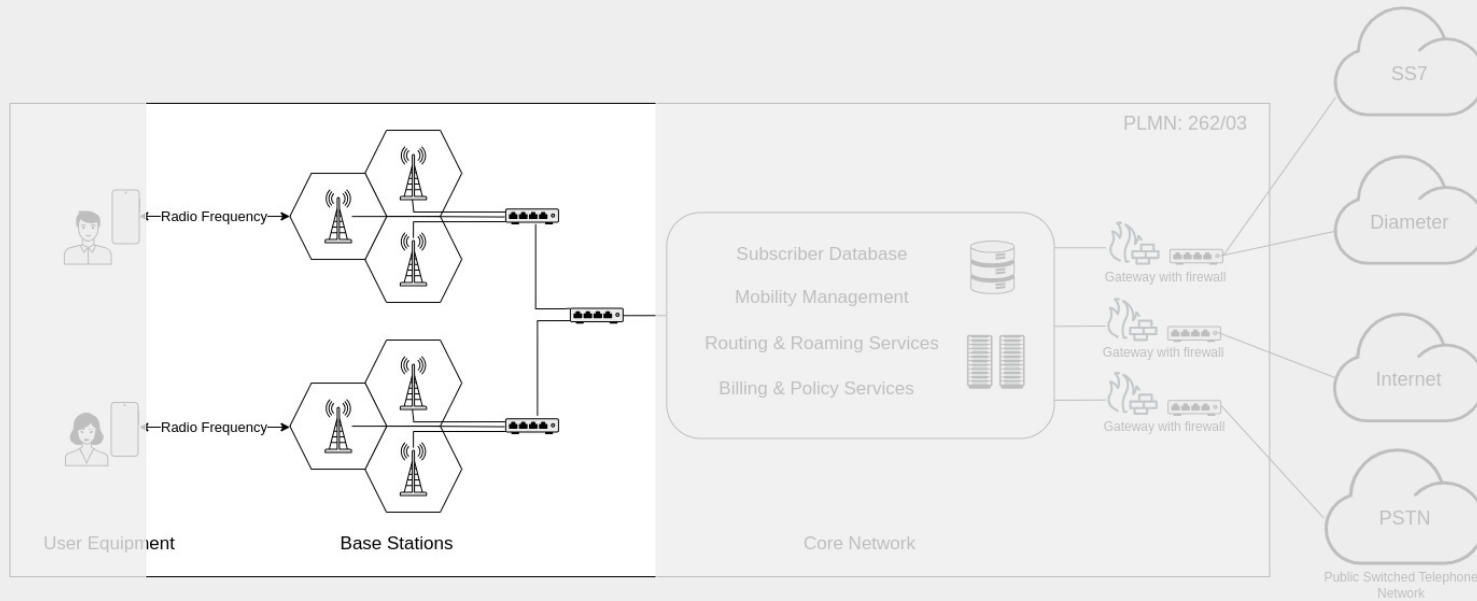 SS7
PLMN: 262/03
Diameter
Radio Frequency
Subscriber Database
Mobility Management
Routing & Roaming Services
Billing & Policy Services
Gateway with firewall
Gateway with firewall
Gateway with firewall
Internet
Radio Frequency
PSTN
User Equipment
Base Stations
Core Network
Public Switched Telephone
Network